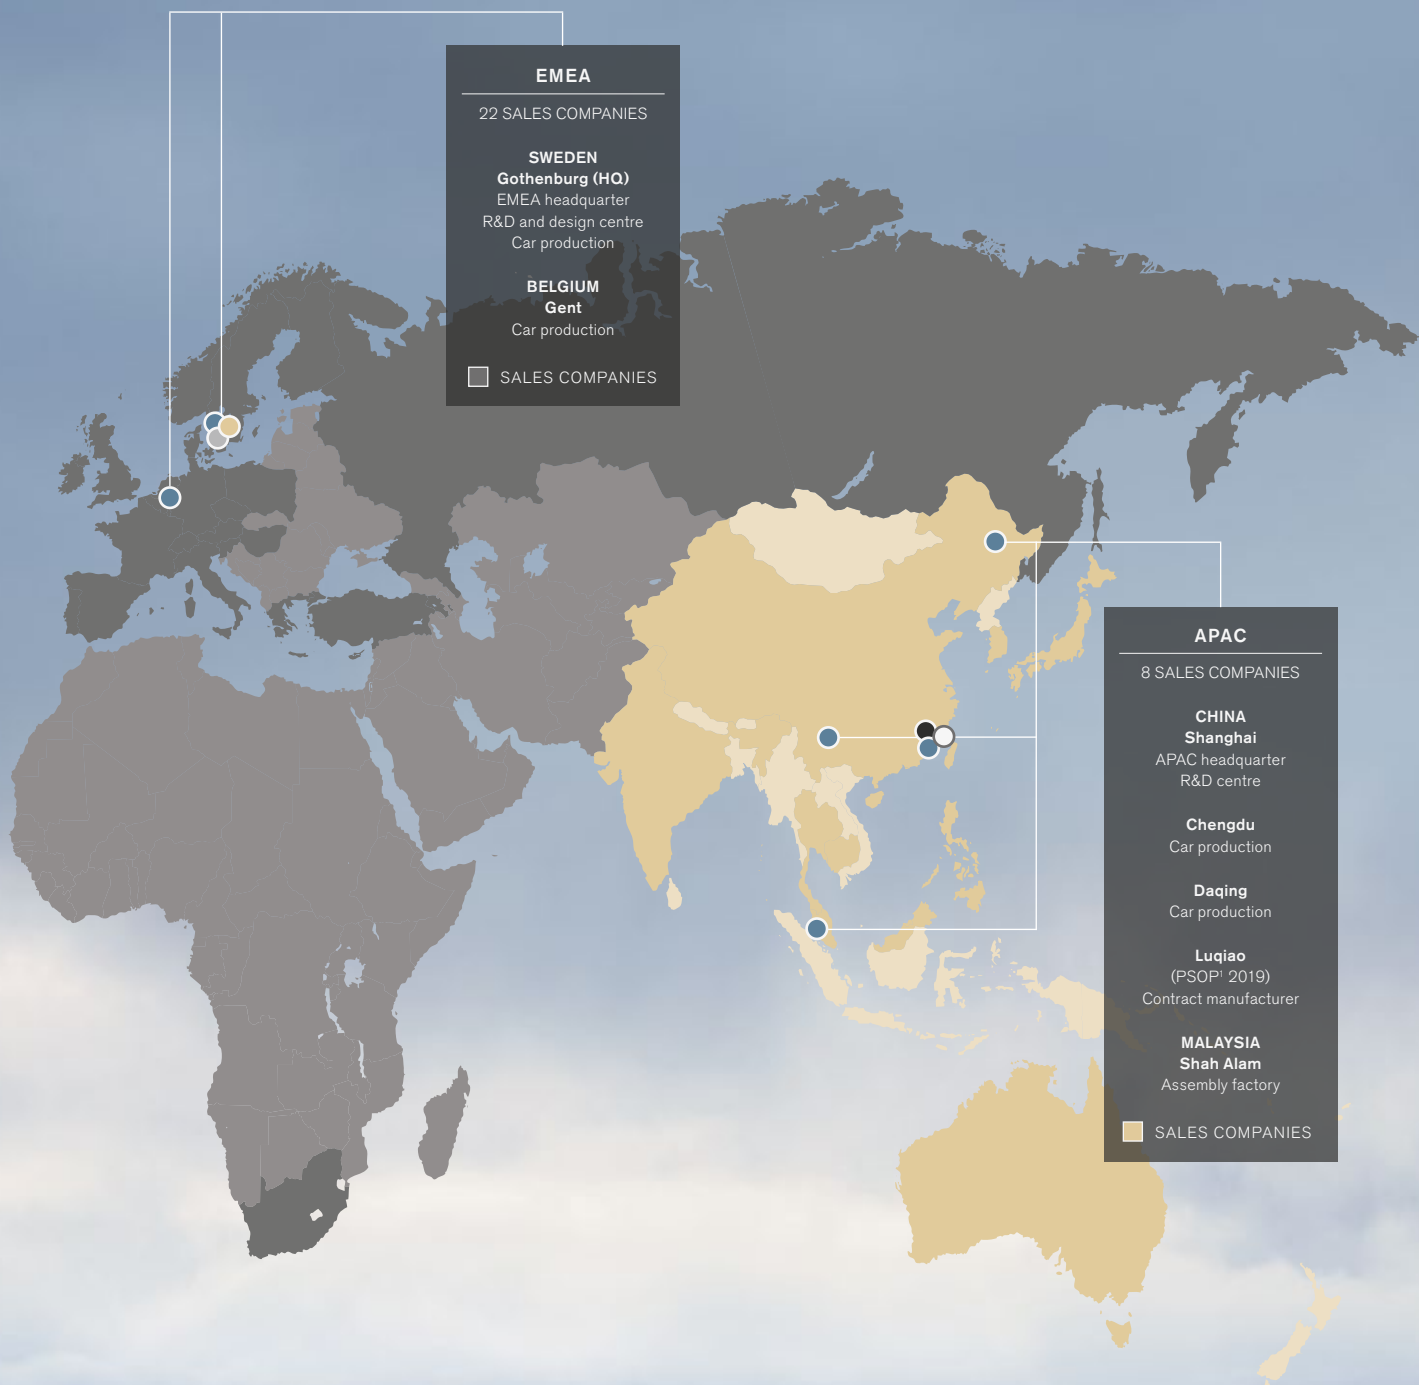 EMEA
22 SALES COMPANIES
SWEDEN
Gothenburg (HQ)
EMEA headquarter
R&D and design centre
Car production
BELGIUM
Gent
Car production
SALES COMPANIES
APAC
8 SALES COMPANIES
CHINA
Shanghai
APAC headquarter
R&D centre
Chengdu
Car production
Daqing
Car production
Luqiao
(PSOP¹ 2019)
Contract manufacturer
MALAYSIA
Shah Alam
Assembly factory
SALES COMPANIES